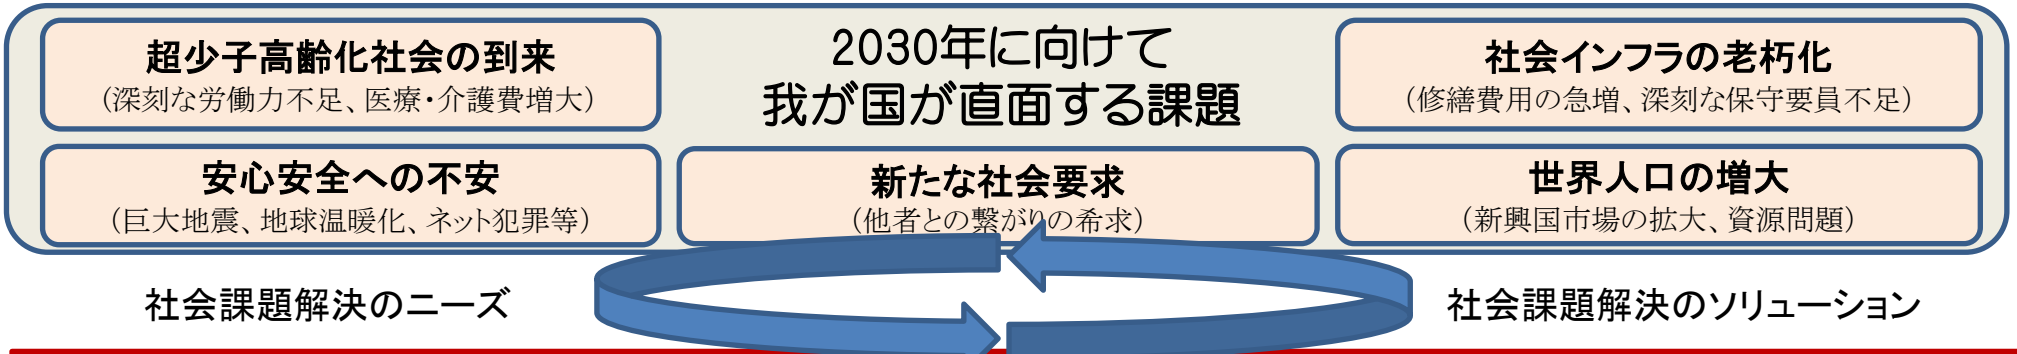 2030年に向けて
我が国が直面する課題
超少子高齢化社会の到来
（深刻な労働力不足、医療・介護費増大）
社会インフラの老朽化
（修繕費用の急増、深刻な保守要員不足）
安心安全への不安
（巨大地震、地球温暖化、ネット犯罪等）
新たな社会要求
（他者との繋がりの希求）
世界人口の増大
（新興国市場の拡大、資源問題）
社会課題解決のニーズ
社会課題解決のソリューション